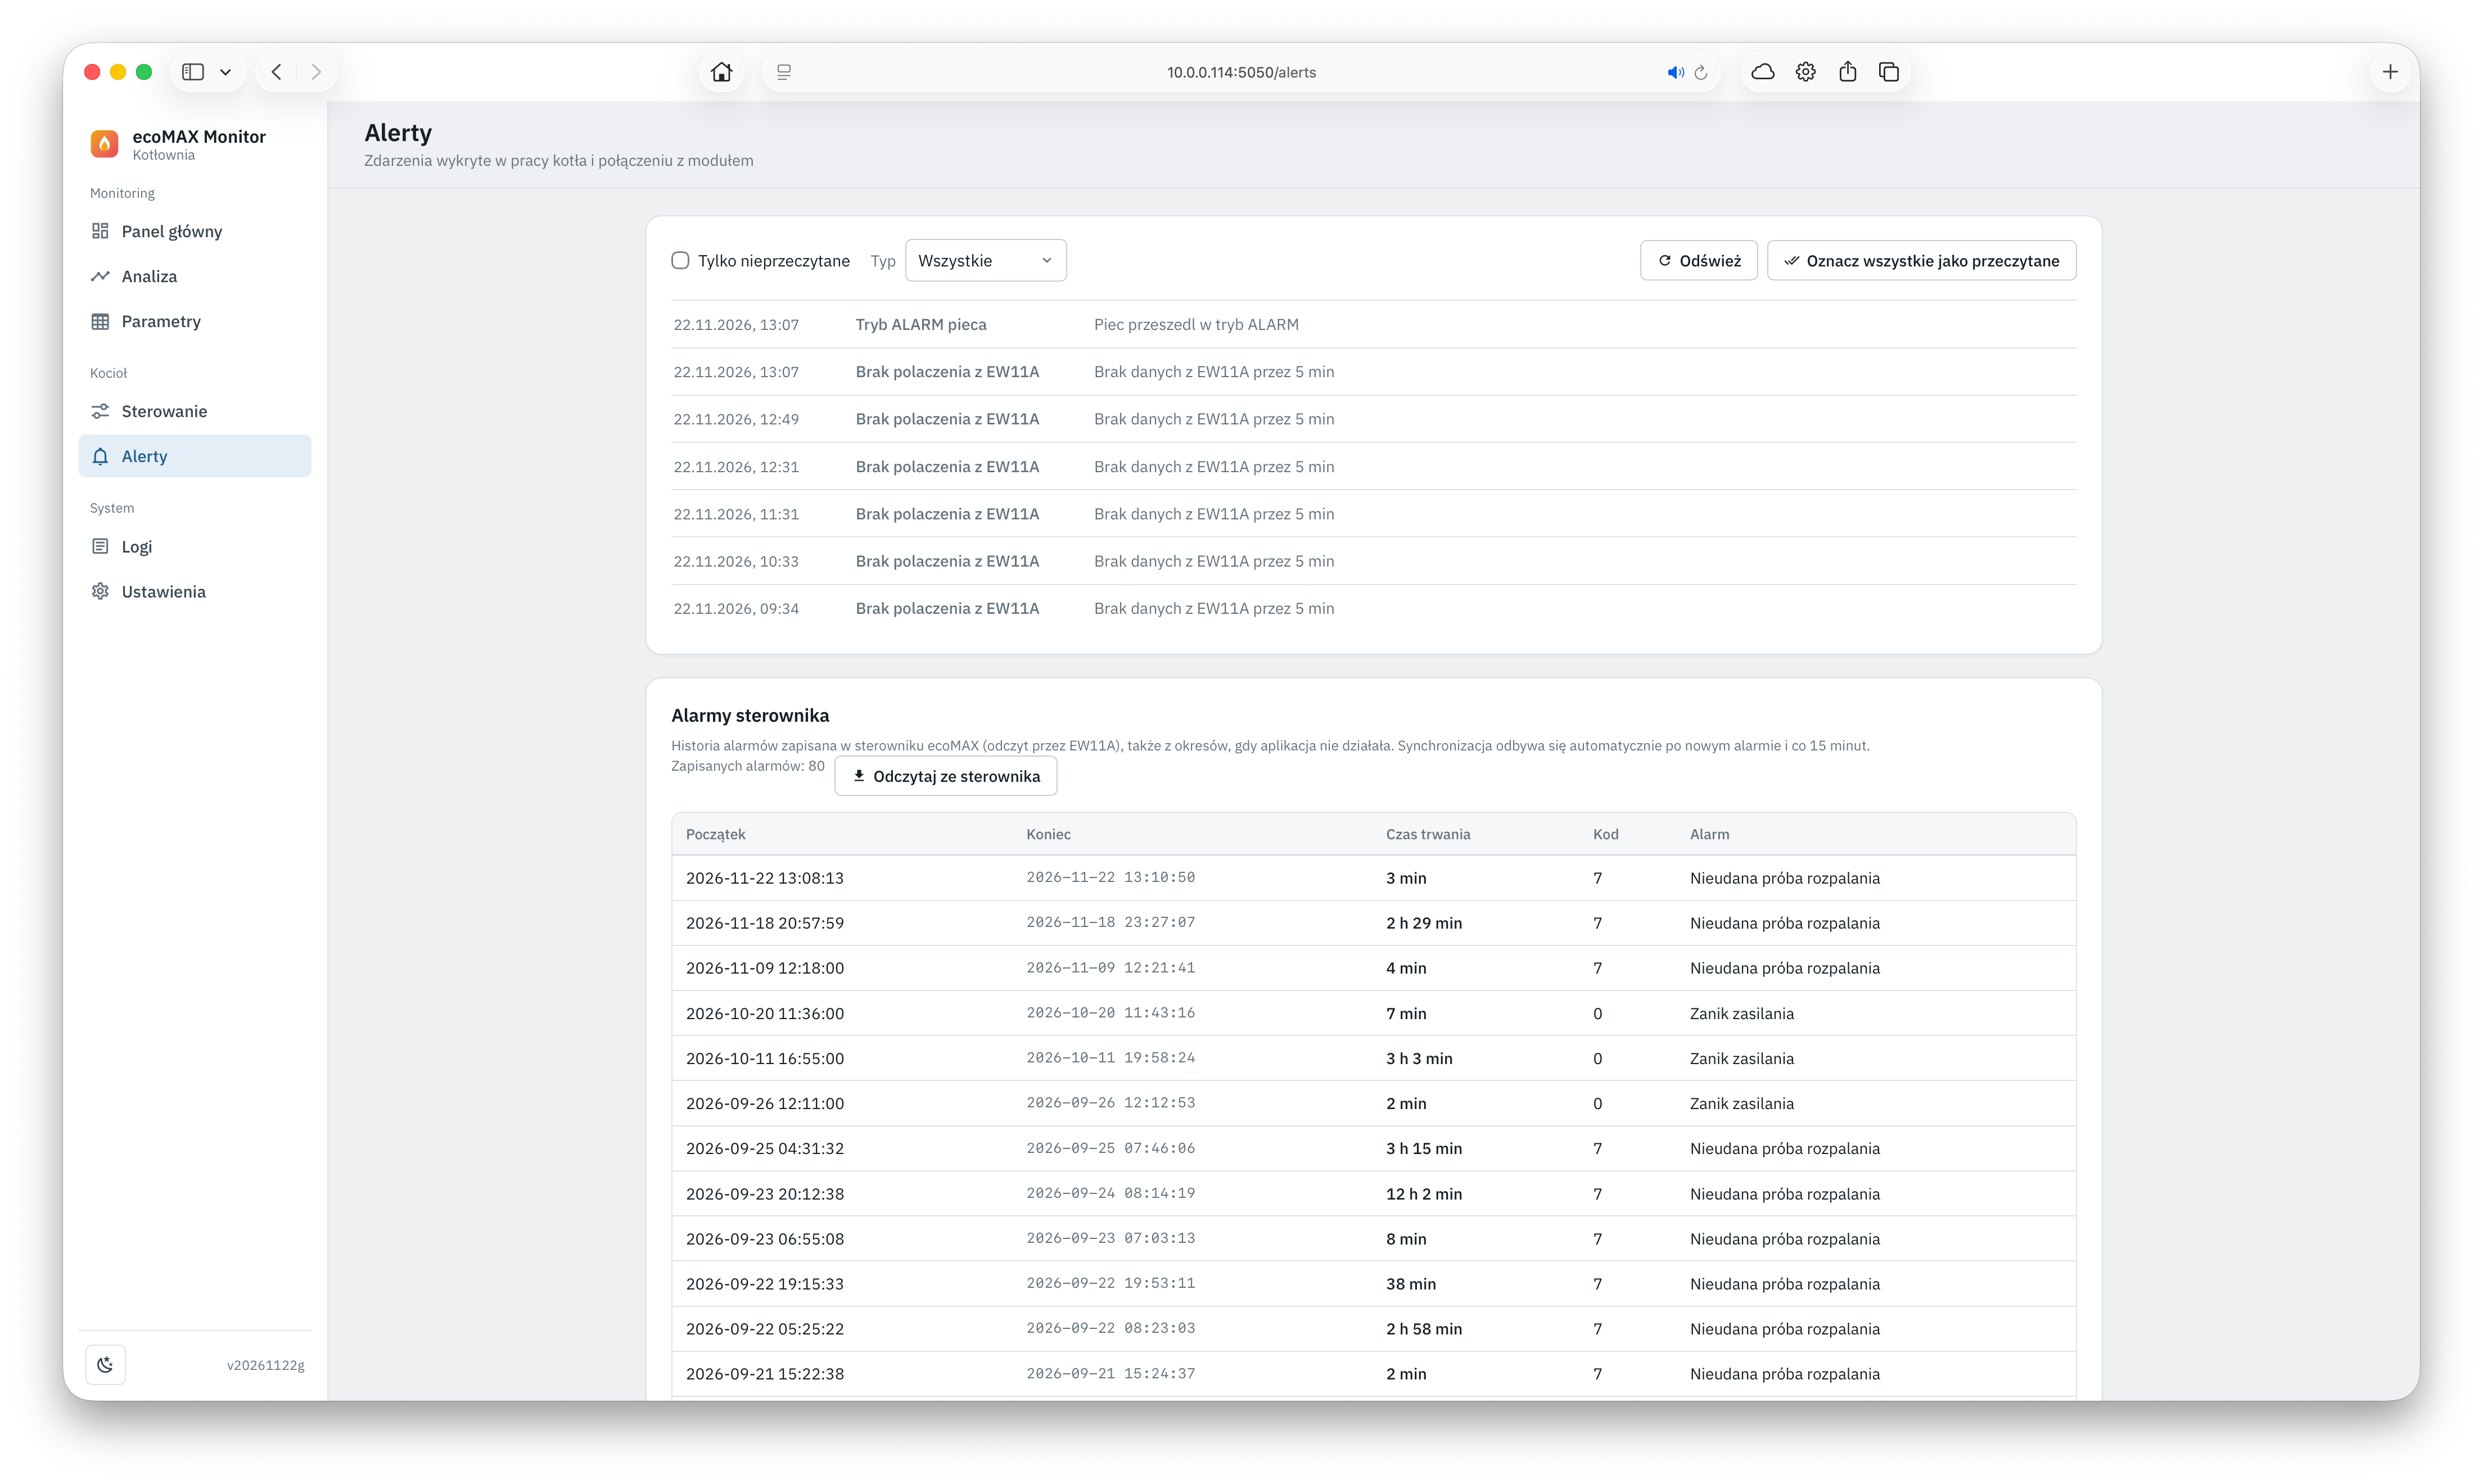 10.0.0.114:5050/alerts
ecoMAX Monitor
Kotłownia
Monitoring
Panel główny
Analiza
Parametry
Kocioł
Sterowanie
Alerty
System
Logi
Ustawienia
v20261122g
Alerty
Zdarzenia wykryte w pracy kotła i połączeniu z modułem
Tylko nieprzeczytane Typ Wszystkie Odśwież Oznacz wszystkie jako przeczytane
22.11.2026, 13:07 Tryb ALARM pieca Piec przeszedl w tryb ALARM
22.11.2026, 13:07 Brak polaczenia z EW11A Brak danych z EW11A przez 5 min
22.11.2026, 12:49 Brak polaczenia z EW11A Brak danych z EW11A przez 5 min
22.11.2026, 12:31 Brak polaczenia z EW11A Brak danych z EW11A przez 5 min
22.11.2026, 11:31 Brak polaczenia z EW11A Brak danych z EW11A przez 5 min
22.11.2026, 10:33 Brak polaczenia z EW11A Brak danych z EW11A przez 5 min
22.11.2026, 09:34 Brak polaczenia z EW11A Brak danych z EW11A przez 5 min
Alarmy sterownika
Historia alarmów zapisana w sterowniku ecoMAX (odczyt przez EW11A), także z okresów, gdy aplikacja nie działała. Synchronizacja odbywa się automatycznie po nowym alarmie i co 15 minut.
Zapisanych alarmów: 80 Odczytaj ze sterownika
Początek Koniec Czas trwania Kod Alarm
2026-11-22 13:08:13 2026-11-22 13:10:50 3 min 7 Nieudana próba rozpalania
2026-11-18 20:57:59 2026-11-18 23:27:07 2 h 29 min 7 Nieudana próba rozpalania
2026-11-09 12:18:00 2026-11-09 12:21:41 4 min 7 Nieudana próba rozpalania
2026-10-20 11:36:00 2026-10-20 11:43:16 7 min 0 Zanik zasilania
2026-10-11 16:55:00 2026-10-11 19:58:24 3 h 3 min 0 Zanik zasilania
2026-09-26 12:11:00 2026-09-26 12:12:53 2 min 0 Zanik zasilania
2026-09-25 04:31:32 2026-09-25 07:46:06 3 h 15 min 7 Nieudana próba rozpalania
2026-09-23 20:12:38 2026-09-24 08:14:19 12 h 2 min 7 Nieudana próba rozpalania
2026-09-23 06:55:08 2026-09-23 07:03:13 8 min 7 Nieudana próba rozpalania
2026-09-22 19:15:33 2026-09-22 19:53:11 38 min 7 Nieudana próba rozpalania
2026-09-22 05:25:22 2026-09-22 08:23:03 2 h 58 min 7 Nieudana próba rozpalania
2026-09-21 15:22:38 2026-09-21 15:24:37 2 min 7 Nieudana próba rozpalania